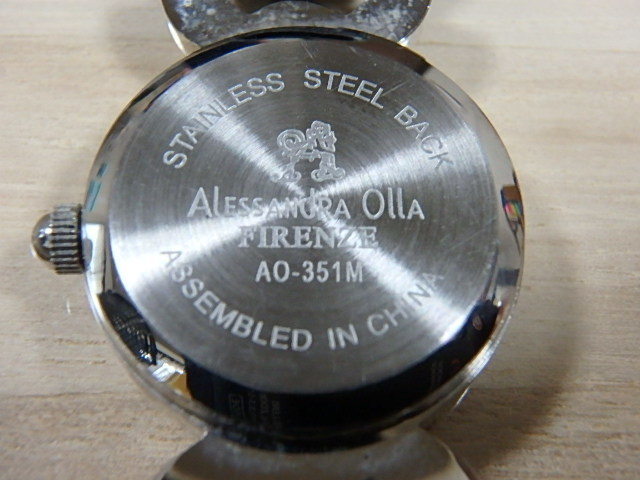 STAINLESS STEEL BACK
ALESSANDRA OLLA
FIRENZE
AO-351M
ASSEMBLED IN CHINA